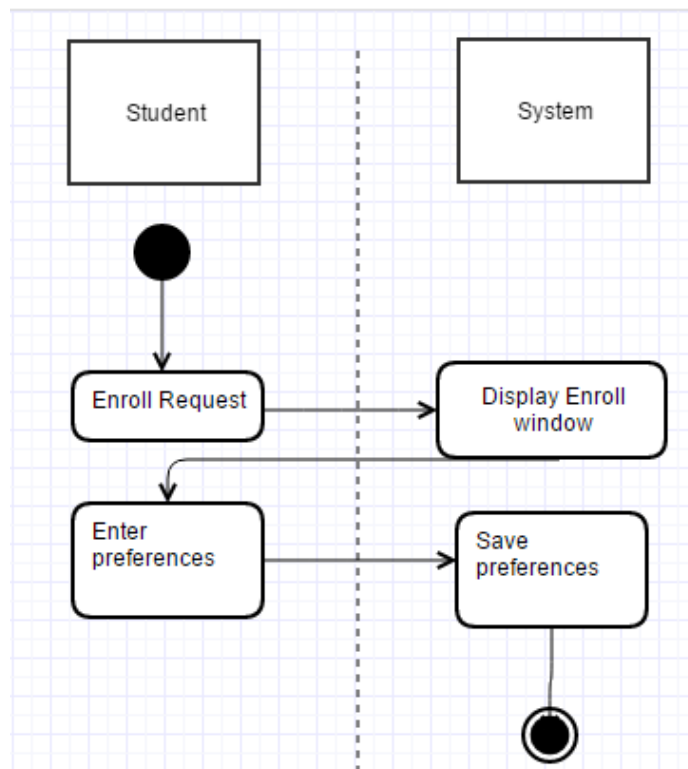 Student
System
Enroll Request
Display Enroll
window
Enter
preferences
Save
preferences